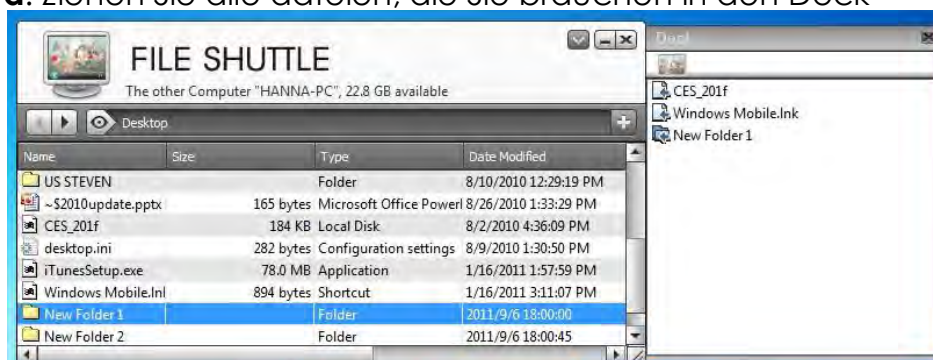 d. Ziehen Sie alle Dateien, die Sie brauchen in den Dock
FILE SHUTTLE
The other Computer "HANNA-PC", 22.8 GB available
Desktop
Name Size Type Date Modified
US STEVEN Folder 8/10/2010 12:29:19 PM
~$2010update.pptx 165 bytes Microsoft Office Powerl 8/26/2010 1:33:29 PM
CES_201f 184 KB Local Disk 8/2/2010 4:36:09 PM
desktop.ini 282 bytes Configuration settings 8/9/2010 1:30:50 PM
iTunesSetup.exe 78.0 MB Application 1/16/2011 1:57:59 PM
Windows Mobile.lnl 894 bytes Shortcut 1/16/2011 3:11:07 PM
New Folder 1 Folder 2011/9/6 18:00:00
New Folder 2 Folder 2011/9/6 18:00:45
CES_201f
Windows Mobile.lnk
New Folder 1